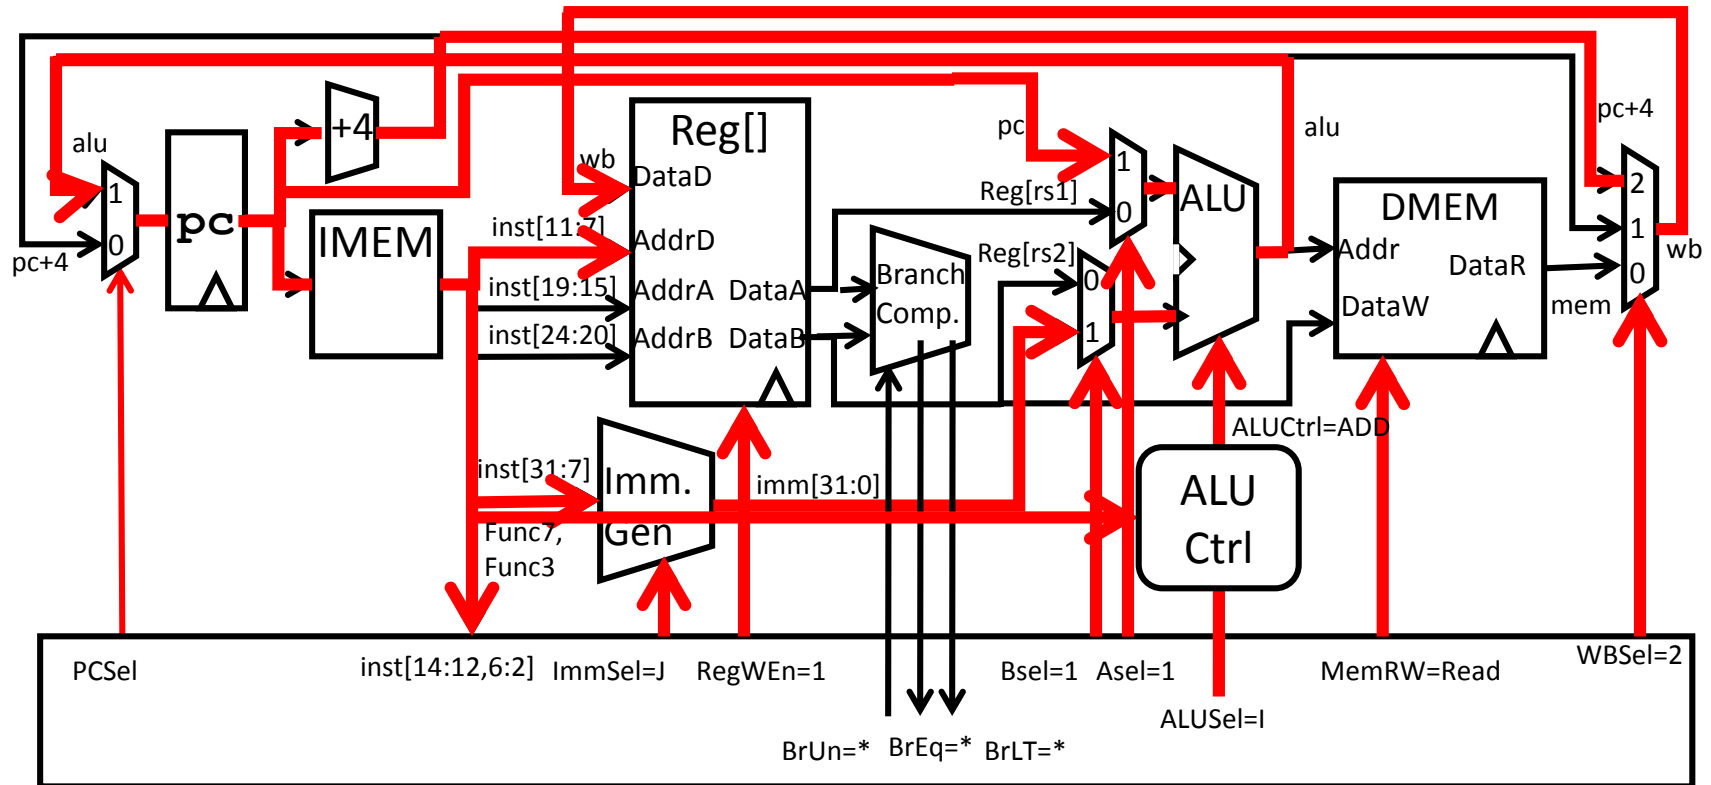 pc+4
alu
+4
Reg[]
pc
alu
wb
DataD
1
pc
IMEM
0
pc+4
inst[11:7]
AddrD
inst[19:15]
AddrA
DataA
inst[24:20]
AddrB
DataB
Branch
Comp.
Reg[rs1]
1
0
Reg[rs2]
0
1
ALU
DMEM
Addr
DataR
DataW
mem
2
1
0
wb
ALUCtrl=ADD
inst[31:7]
Imm.
Gen
imm[31:0]
Func7,
Func3
ALU
Ctrl
PCSel
inst[14:12,6:2]
ImmSel=J
RegWEn=1
Bsel=1
Asel=1
MemRW=Read
WBSel=2
ALUSel=I
BrUn=*
BrEq=*
BrLT=*